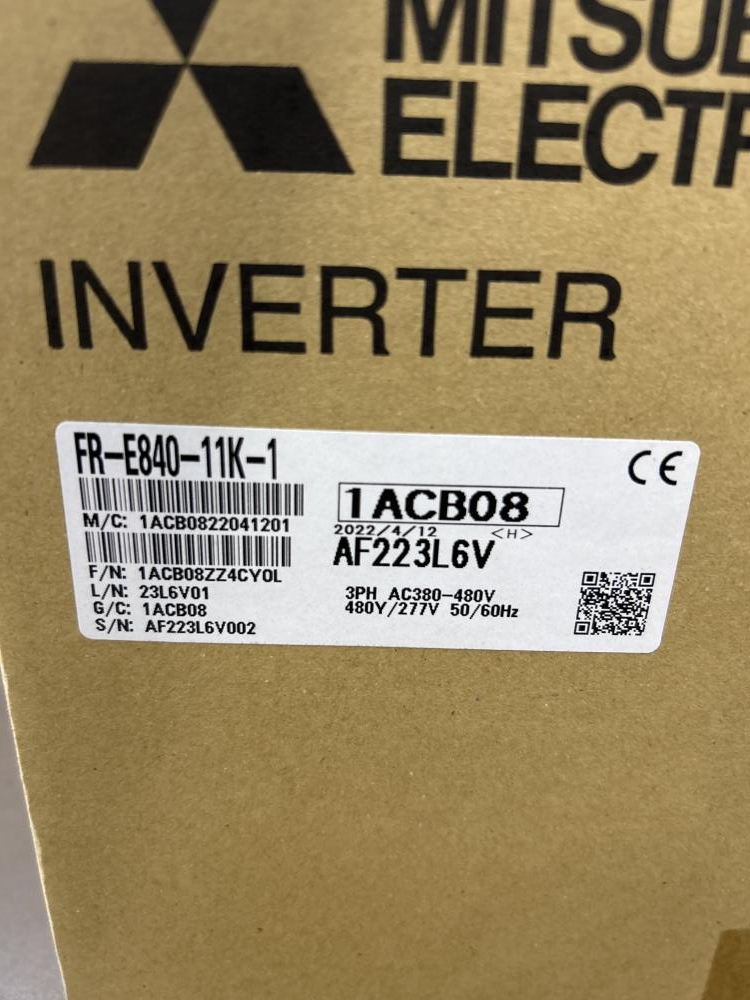 MITSUB
ELECTR
INVERTER
FR-E840-11K-1
M/C: 1ACB0822041201
F/N: 1ACB08ZZ4CY0L
L/N: 23L6V01
G/C: 1ACB08
S/N: AF223L6V002
1ACB08
2022/4/12 <H>
AF223L6V
3PH AC380-480V
480Y/277V 50/60Hz
CE